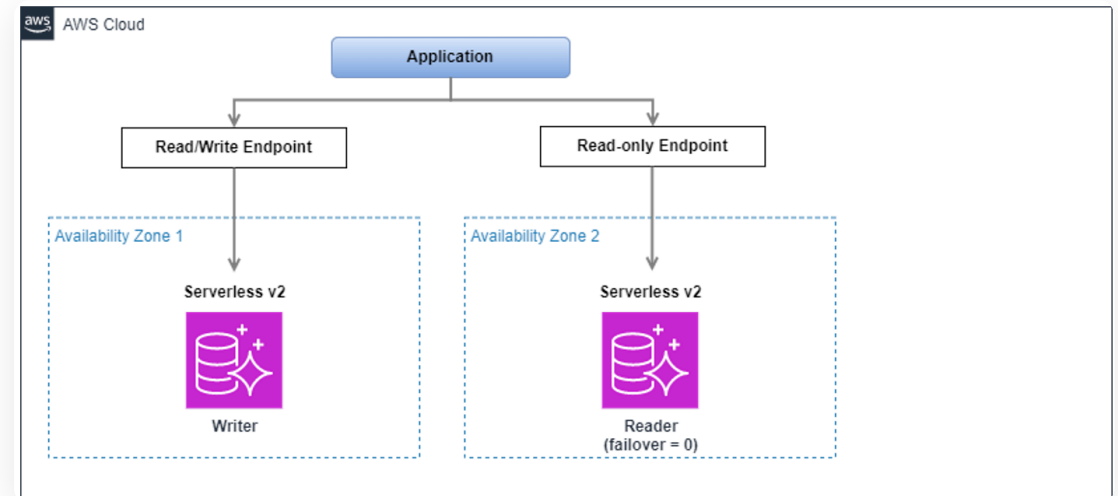 aws
AWS Cloud
Application
Read/Write Endpoint
Read-only Endpoint
Availability Zone 1
Availability Zone 2
Serverless v2
Serverless v2
Writer
Reader
(failover = 0)